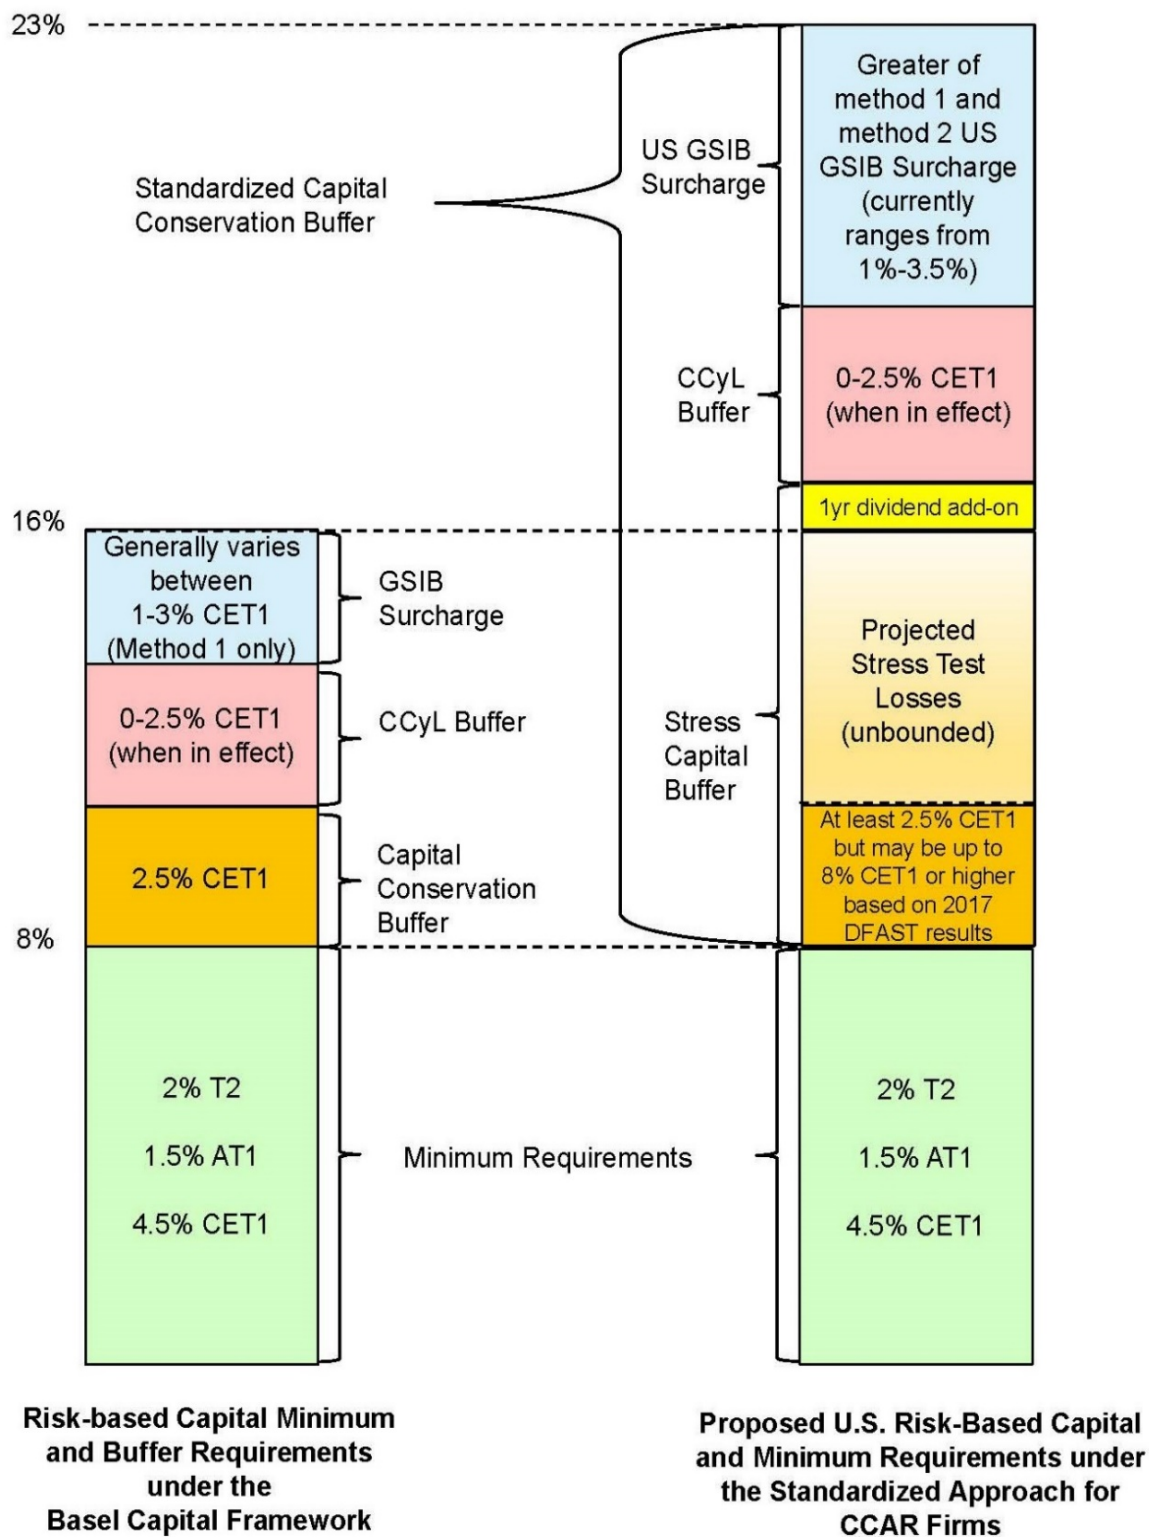 23%
Greater of
method 1 and
method 2 US
GSIB Surcharge
(currently
ranges from
1%-3.5%)
US GSIB
Surcharge
Standardized Capital
Conservation Buffer
CCyL
Buffer
0-2.5% CET1
(when in effect)
1yr dividend add-on
16%
Generally varies
between
1-3% CET1
(Method 1 only)
GSIB
Surcharge
Projected
Stress Test
Losses
(unbounded)
0-2.5% CET1
(when in effect)
CCyL Buffer
Stress
Capital
Buffer
2.5% CET1
Capital
Conservation
Buffer
At least 2.5% CET1
but may be up to
8% CET1 or higher
based on 2017
DFAST results
8%
2% T2
1.5% AT1
4.5% CET1
Minimum Requirements
2% T2
1.5% AT1
4.5% CET1
Risk-based Capital Minimum
and Buffer Requirements
under the
Basel Capital Framework
Proposed U.S. Risk-Based Capital
and Minimum Requirements under
the Standardized Approach for
CCAR Firms